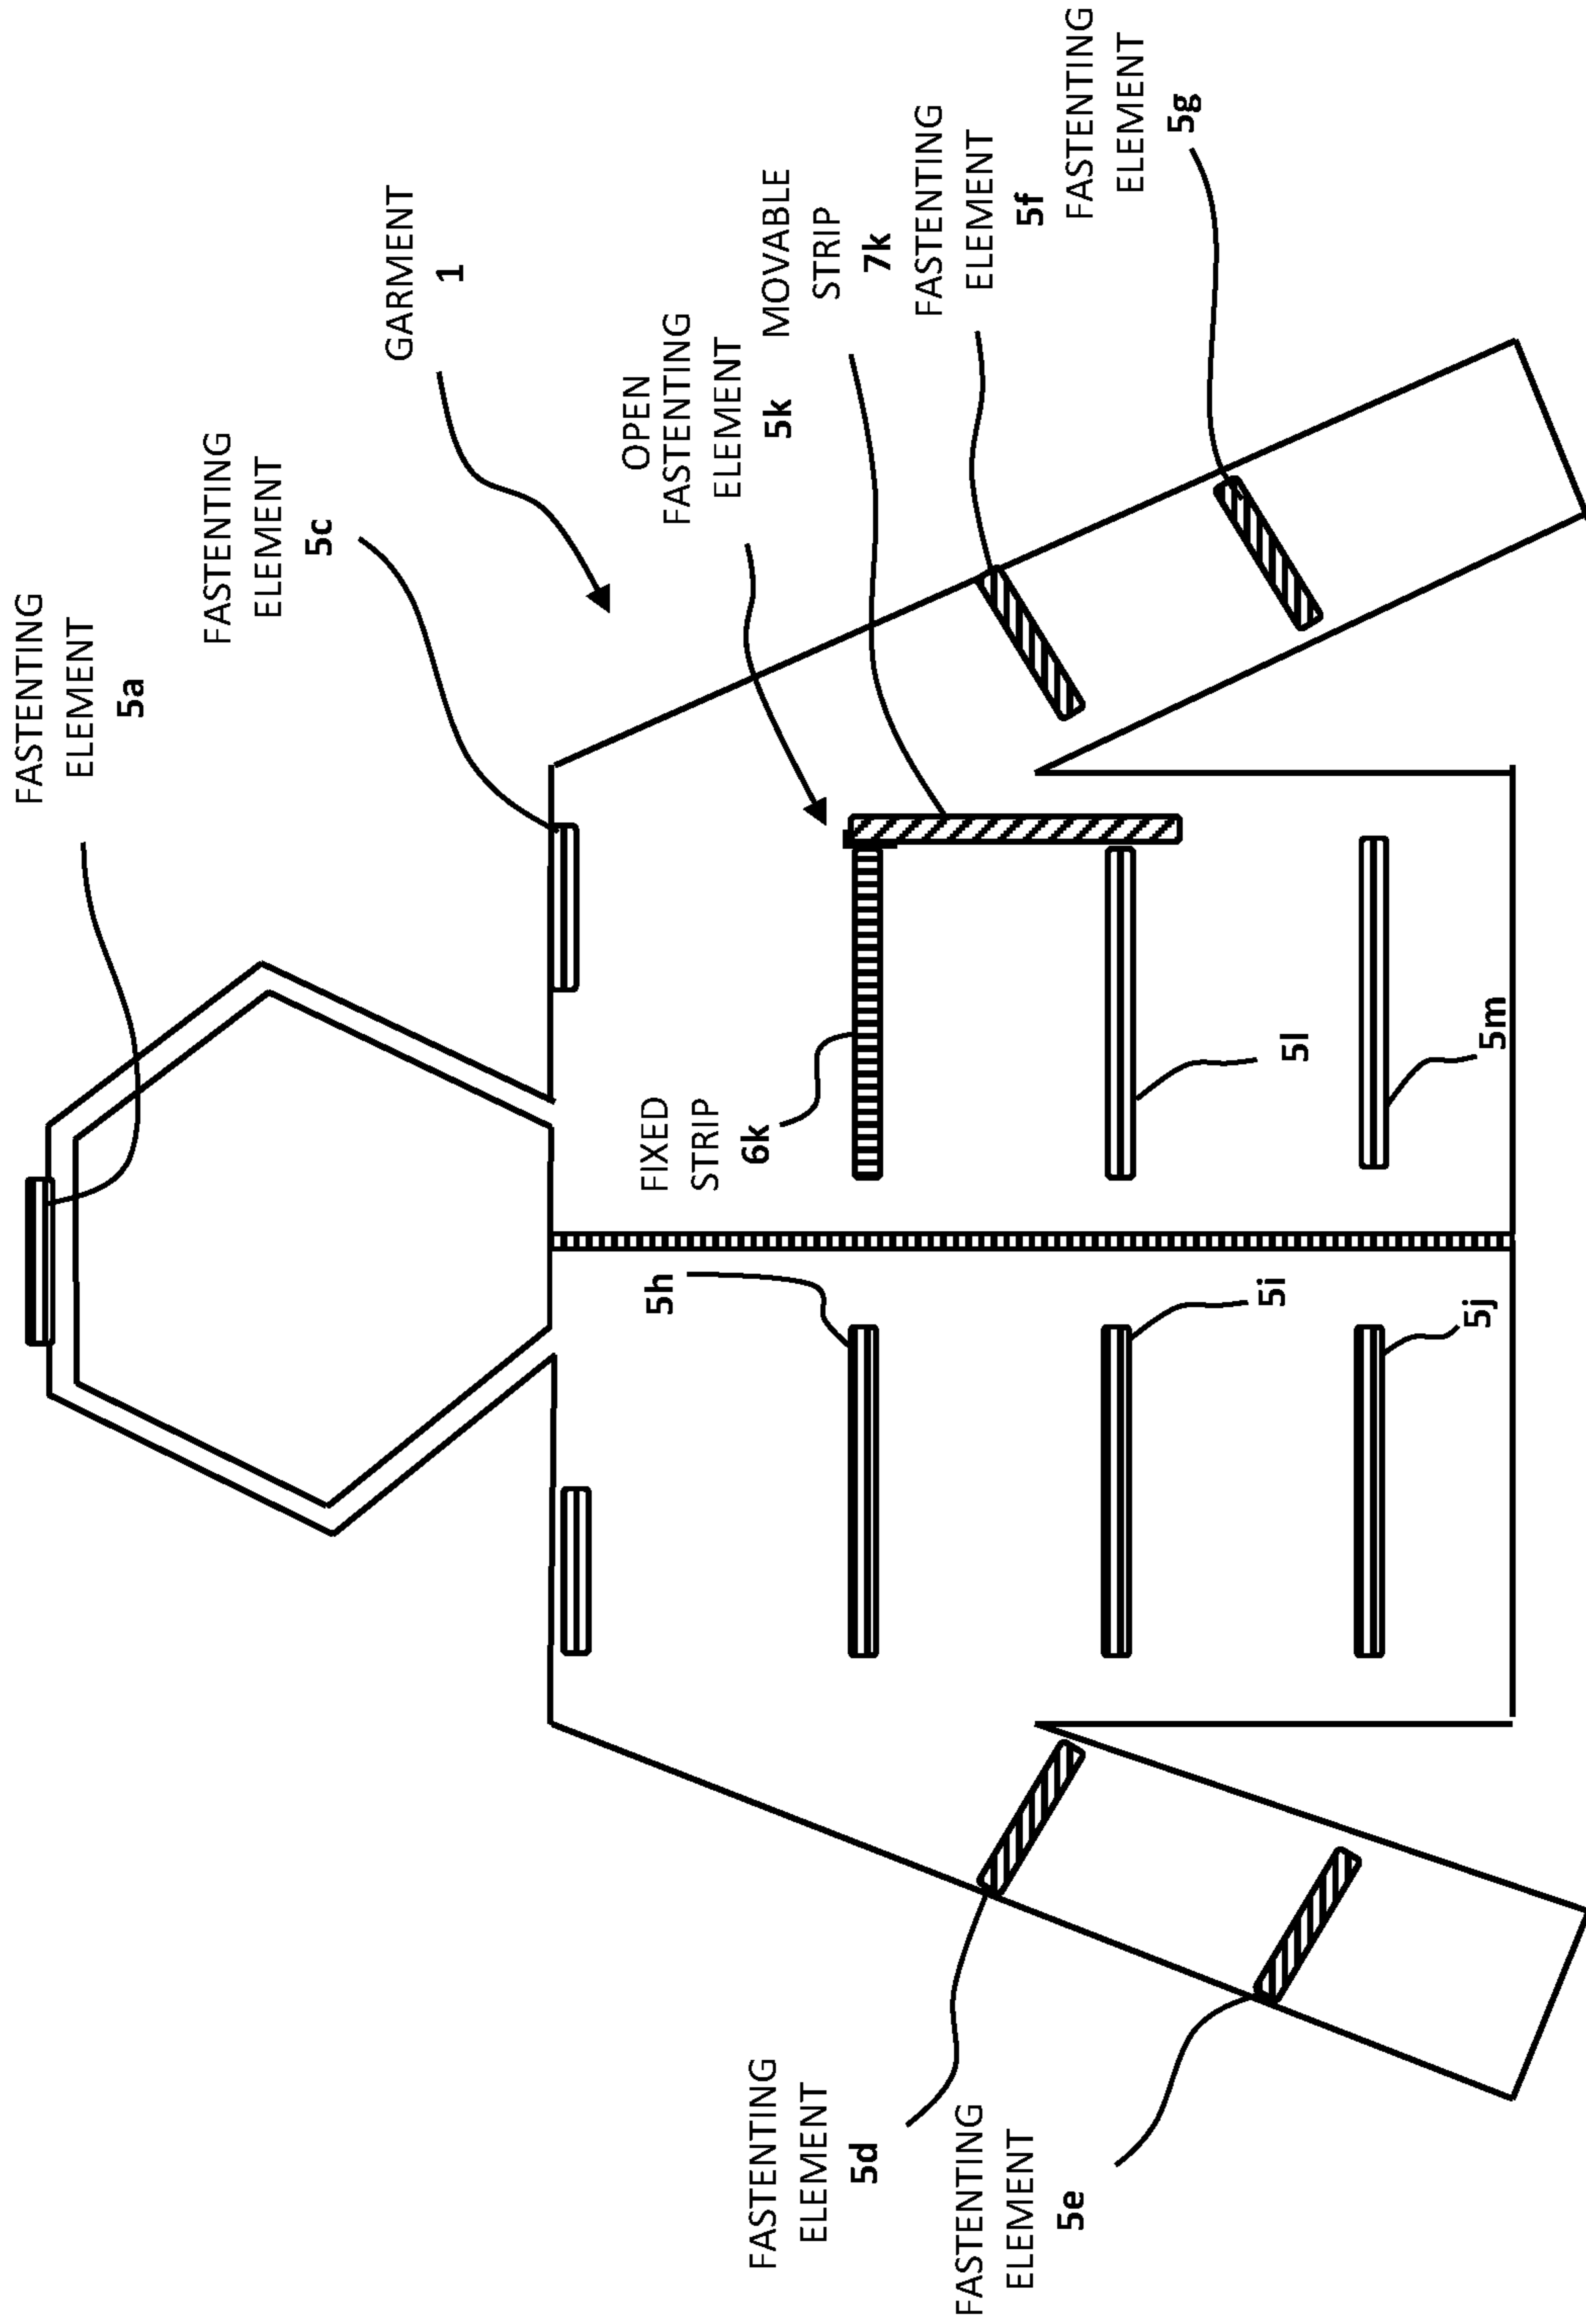 FASTENTING
ELEMENT
5a
FASTENTING
ELEMENT
5c
GARMENT
1
OPEN
FASTENTING
ELEMENT
5k
MOVABLE
STRIP
7k
FASTENTING
ELEMENT
5f
FASTENTING
ELEMENT
5g
FIXED
STRIP
6k
5l
5m
5h
5i
5j
FASTENTING
ELEMENT
5d
FASTENTING
ELEMENT
5e